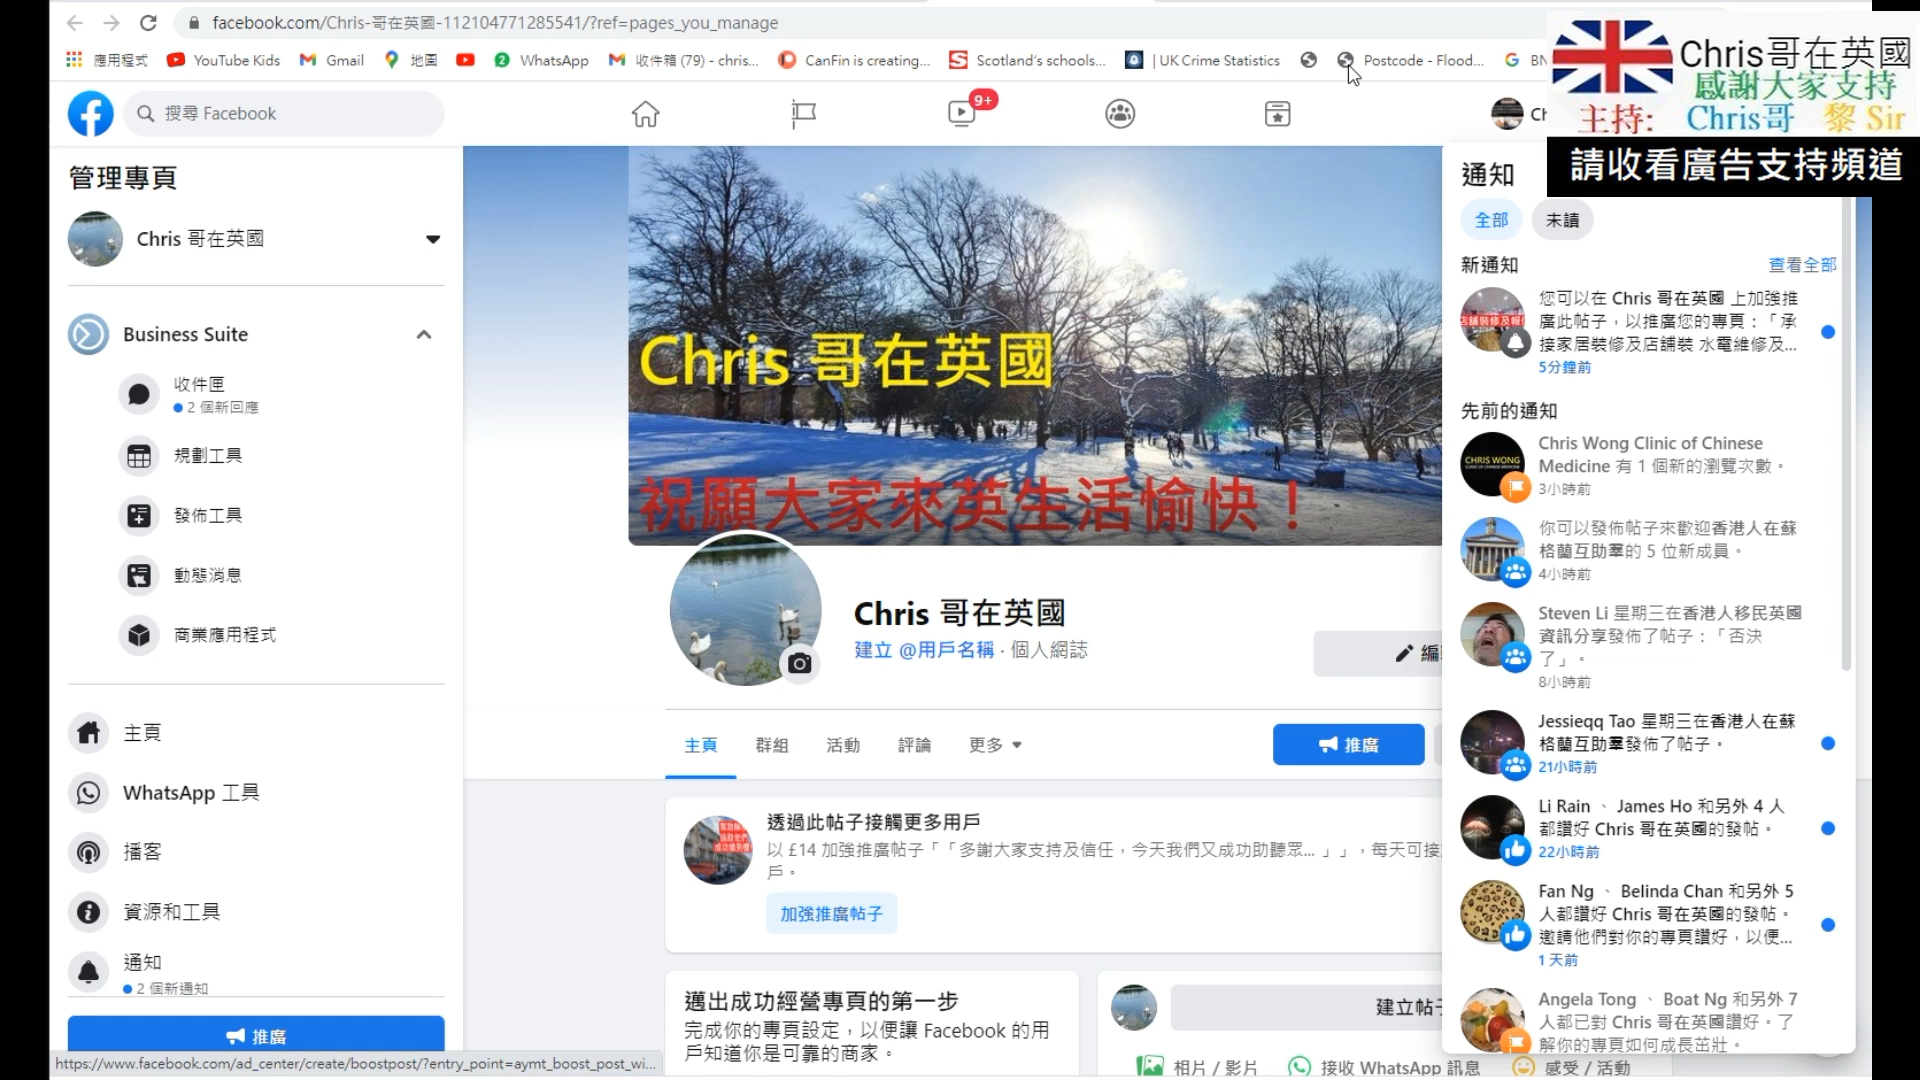 facebook.com/Chris-哥在英國-112104771285541/?ref=pages_you_manage
應用程式
YouTube Kids
Gmail
地圖
WhatsApp
收件箱 (79) - chris...
CanFin is creating...
Scotland's schools...
| UK Crime Statistics
Postcode - Flood...
Chris哥在英國
感謝大家支持
主持: Chris哥 黎 Sir
請收看廣告支持頻道
搜尋 Facebook
9+
管理專頁
Chris 哥在英國
Business Suite
收件匣
2 個新回應
規劃工具
發佈工具
動態消息
商業應用程式
主頁
WhatsApp 工具
播客
資源和工具
通知
2 個新通知
推廣
https://www.facebook.com/ad_center/create/boostpost/?entry_point=aymt_boost_post_wi...
Chris 哥在英國
祝願大家來英生活愉快！
Chris 哥在英國
建立 @用戶名稱 · 個人網誌
主頁
群組
活動
評論
更多
推廣
透過此帖子接觸更多用戶
以 £14 加強推廣帖子「「多謝大家支持及信任，今天我們又成功助聽眾... 」」，每天可接
戶。
加強推廣帖子
邁出成功經營專頁的第一步
完成你的專頁設定，以便讓 Facebook 的用
戶知道你是可靠的商家。
建立帖子
相片 / 影片
接收 WhatsApp 訊息
感受 / 活動
通知
全部
未讀
新通知
查看全部
您可以在 Chris 哥在英國 上加強推
廣此帖子，以推廣您的專頁：「承
接家居裝修及店鋪裝 水電維修及...
5分鐘前
先前的通知
CHRIS WONG
Chris Wong Clinic of Chinese
Medicine 有 1 個新的瀏覽次數。
3小時前
你可以發佈帖子來歡迎香港人在蘇
格蘭互助羣的 5 位新成員。
4小時前
Steven Li 星期三在香港人移民英國
資訊分享發佈了帖子：「否決
了」。
8小時前
Jessieqq Tao 星期三在香港人在蘇
格蘭互助羣發佈了帖子。
21小時前
Li Rain 、 James Ho 和另外 4 人
都讚好 Chris 哥在英國的發帖。
22小時前
Fan Ng 、 Belinda Chan 和另外 5
人都讚好 Chris 哥在英國的發帖。
邀請他們對你的專頁讚好，以便...
1 天前
Angela Tong 、 Boat Ng 和另外 7
人都已對 Chris 哥在英國讚好。了
解你的專頁如何成長茁壯。